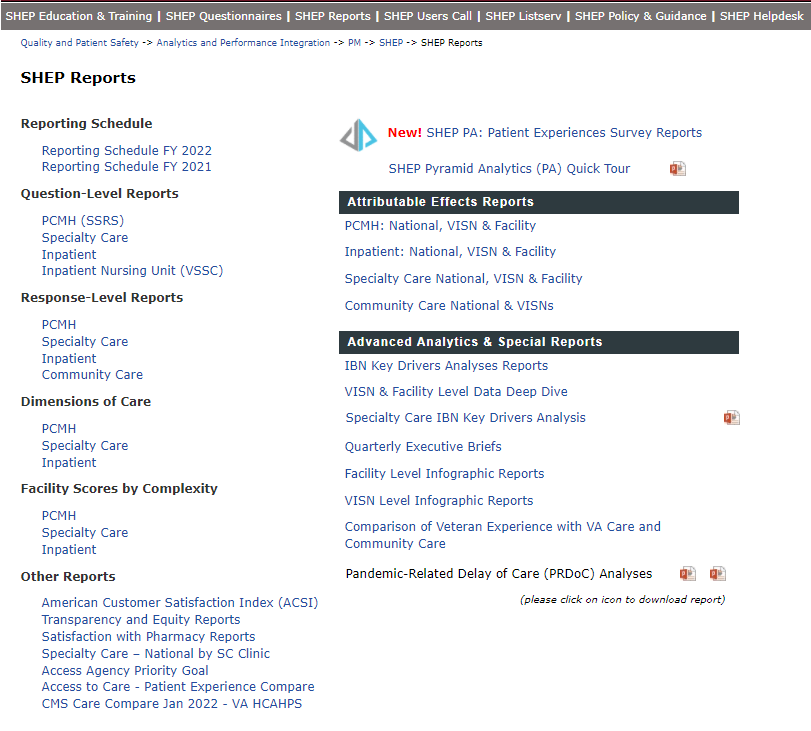 SHEP Education & Training | SHEP Questionnaires | SHEP Reports | SHEP Users Call | SHEP Listserv | SHEP Policy & Guidance | SHEP Helpdesk
Quality and Patient Safety -> Analytics and Performance Integration -> PM -> SHEP -> SHEP Reports
SHEP Reports
Reporting Schedule
Reporting Schedule FY 2022
Reporting Schedule FY 2021
Question-Level Reports
PCMH (SSRS)
Specialty Care
Inpatient
Inpatient Nursing Unit (VSSC)
Response-Level Reports
PCMH
Specialty Care
Inpatient
Community Care
Dimensions of Care
PCMH
Specialty Care
Inpatient
Facility Scores by Complexity
PCMH
Specialty Care
Inpatient
Other Reports
American Customer Satisfaction Index (ACSI)
Transparency and Equity Reports
Satisfaction with Pharmacy Reports
Specialty Care – National by SC Clinic
Access Agency Priority Goal
Access to Care - Patient Experience Compare
CMS Care Compare Jan 2022 - VA HCAHPS
New! SHEP PA: Patient Experiences Survey Reports
SHEP Pyramid Analytics (PA) Quick Tour
Attributable Effects Reports
PCMH: National, VISN & Facility
Inpatient: National, VISN & Facility
Specialty Care National, VISN & Facility
Community Care National & VISNs
Advanced Analytics & Special Reports
IBN Key Drivers Analyses Reports
VISN & Facility Level Data Deep Dive
Specialty Care IBN Key Drivers Analysis
Quarterly Executive Briefs
Facility Level Infographic Reports
VISN Level Infographic Reports
Comparison of Veteran Experience with VA Care and
Community Care
Pandemic-Related Delay of Care (PRDoC) Analyses
(please click on icon to download report)